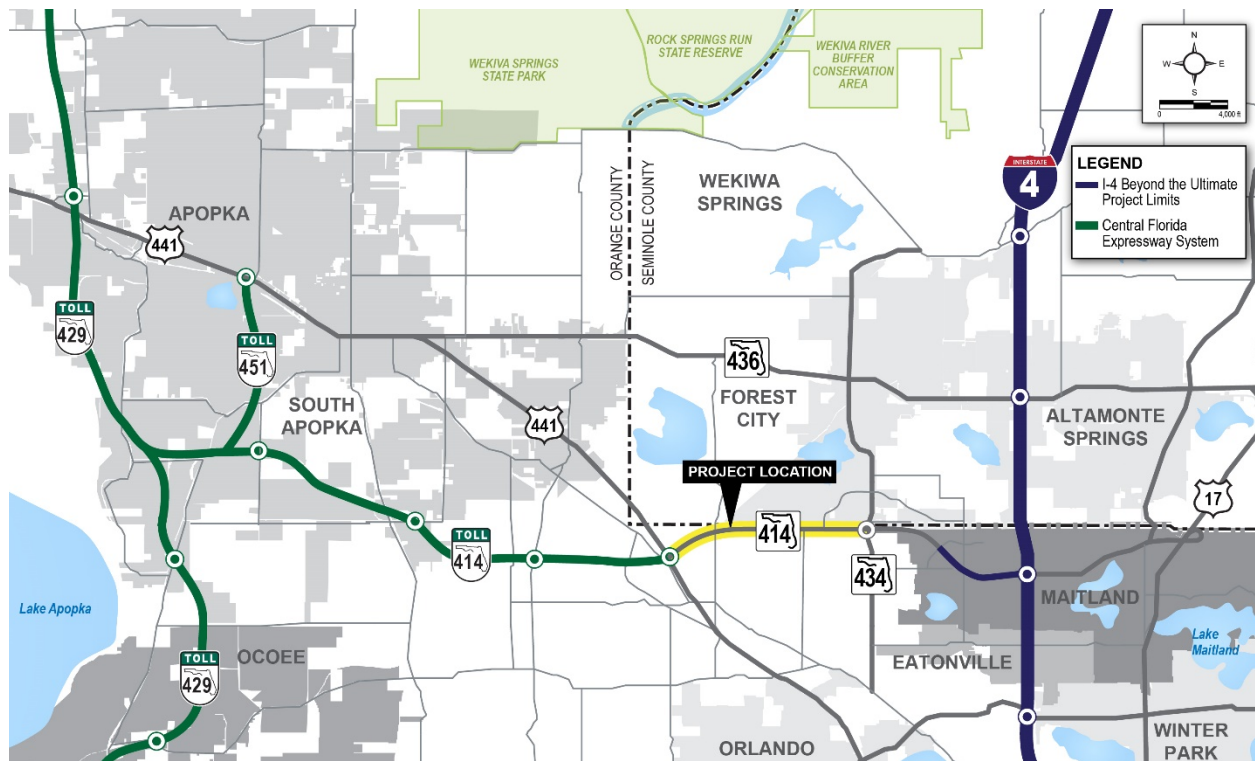 WEKIWA SPRINGS
STATE PARK
ROCK SPRINGS RUN
STATE RESERVE
WEKIVA RIVER
BUFFER
CONSERVATION
AREA
N
W
E
S
0
4,000 ft
LEGEND
I-4 Beyond the Ultimate
Project Limits
Central Florida
Expressway System
INTERSTATE
4
ORANGE COUNTY
SEMINOLE COUNTY
WEKIWA
SPRINGS
APOPKA
441
TOLL
429
TOLL
451
436
SOUTH
APOPKA
441
FOREST
CITY
ALTAMONTE
SPRINGS
17
PROJECT LOCATION
414
TOLL
414
434
MAITLAND
Lake Apopka
Lake
Maitland
OCOEE
TOLL
429
EATONVILLE
ORLANDO
WINTER
PARK